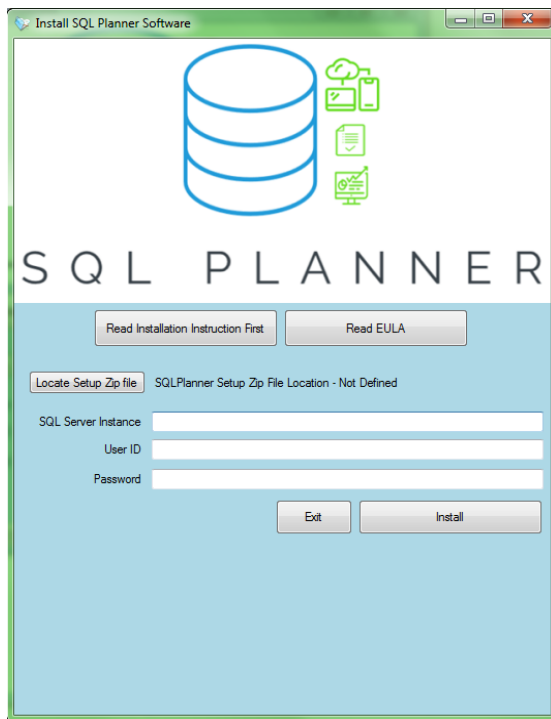 Install SQL Planner Software
SQL PLANNER
Read Installation Instruction First
Read EULA
Locate Setup Zip file
SQLPlanner Setup Zip File Location - Not Defined
SQL Server Instance
User ID
Password
Exit
Install